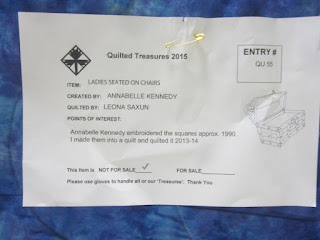 Quilted Treasures 2015
ENTRY #
QU 55
ITEM: LADIES SEATED ON CHAIRS
CREATED BY: ANNABELLE KENNEDY
QUILTED BY: LEONA SAXUN
POINTS OF INTEREST:
Annabelle Kennedy embroidered the squares approx. 1990.
I made them into a quilt and quilted it 2013-14
This item is NOT FOR SALE ✓ FOR SALE
Please use gloves to handle all or our 'Treasures'. Thank You